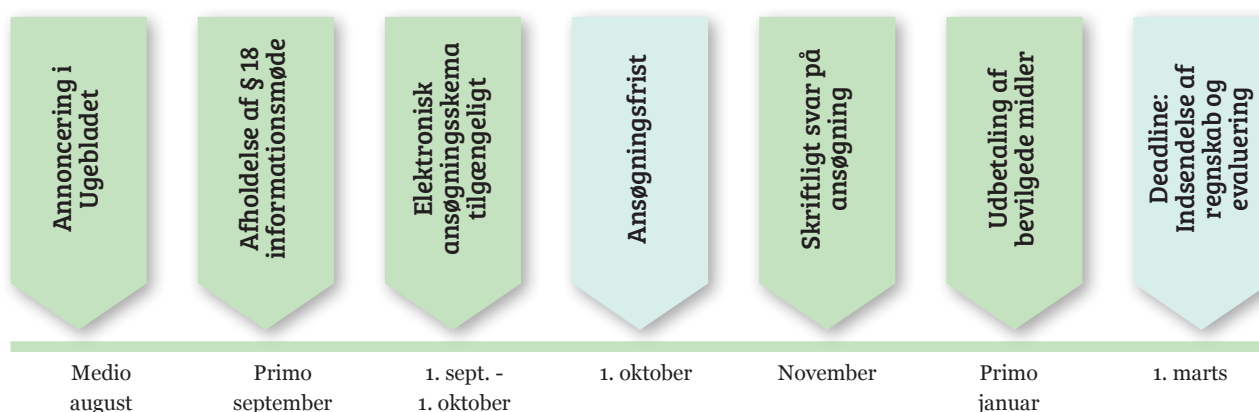 Annoncering i
Ugebladet
Afholdelse af § 18
informationsmøde
Elektronisk
ansøgningsskema
tilgængeligt
Ansøgningsfrist
Skriftligt svar på
ansøgning
Udbetaling af
bevilgede midler
Deadline:
Indsendelse af
regnskab og
evaluering
Medio
august
Primo
september
1. sept. -
1. oktober
1. oktober
November
Primo
januar
1. marts